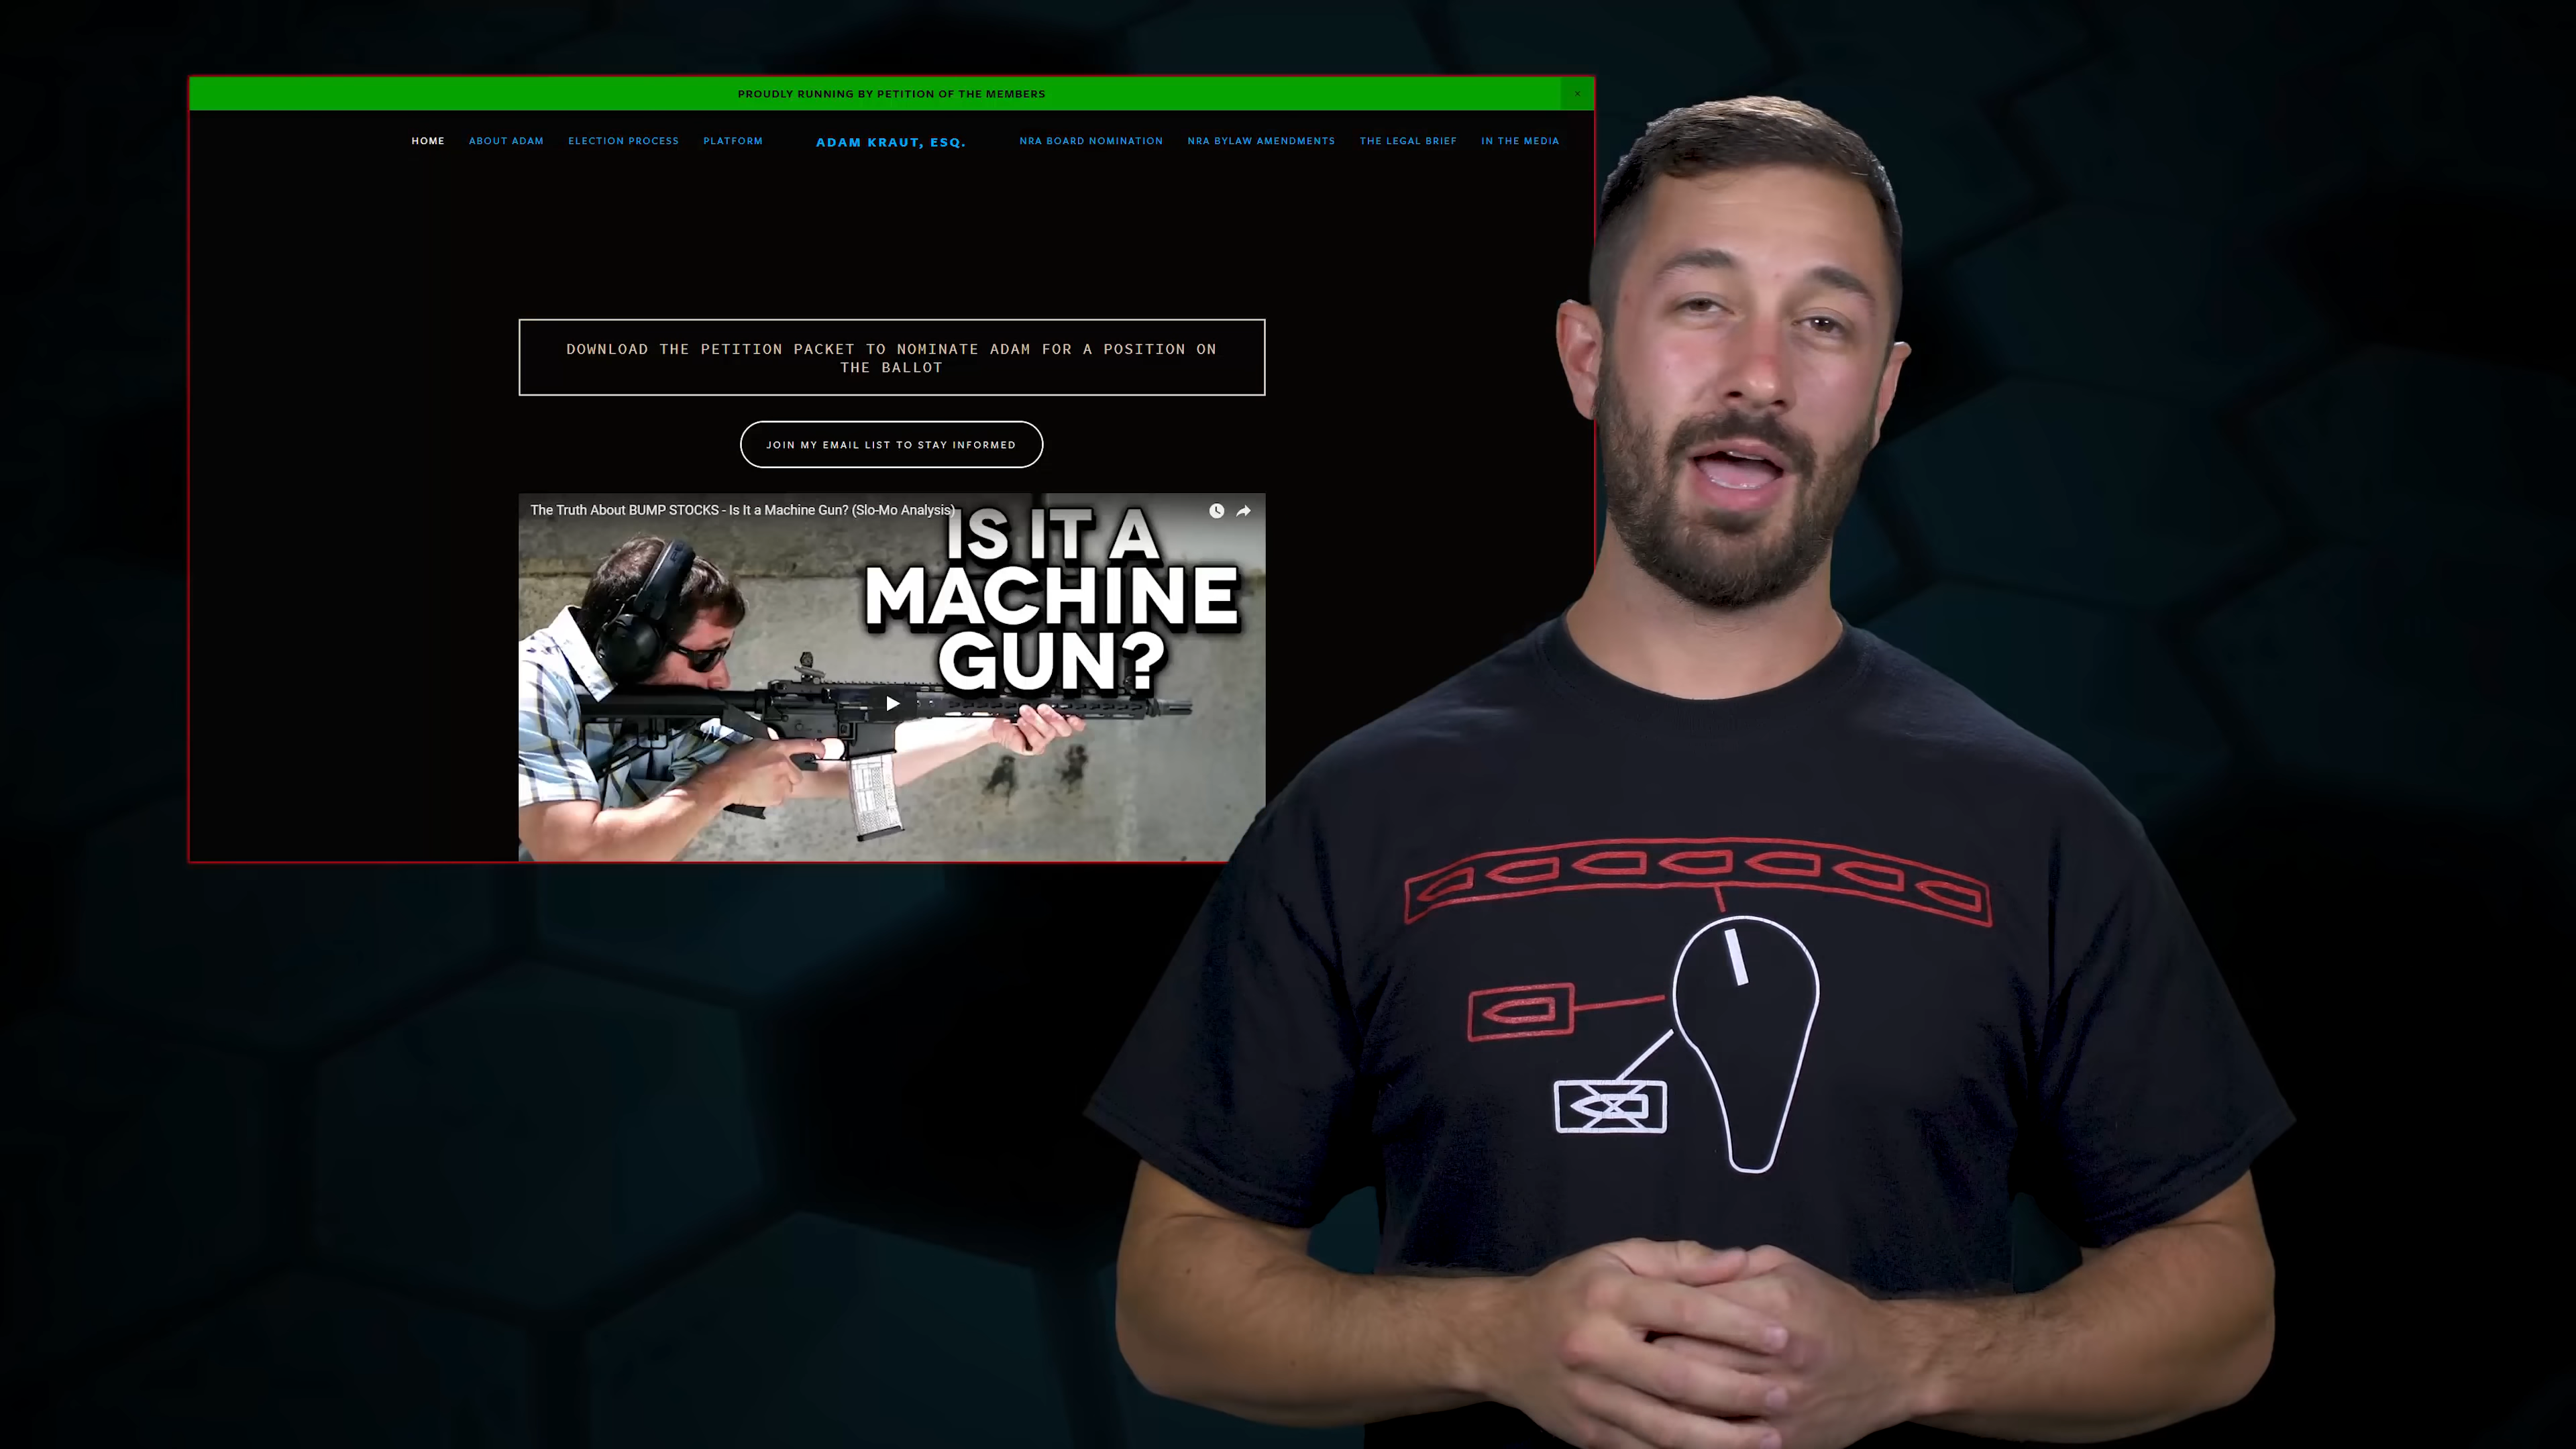 PROUDLY RUNNING BY PETITION OF THE MEMBERS
×
HOME ABOUT ADAM ELECTION PROCESS PLATFORM ADAM KRAUT, ESQ. NRA BOARD NOMINATION NRA BYLAW AMENDMENTS THE LEGAL BRIEF IN THE MEDIA
DOWNLOAD THE PETITION PACKET TO NOMINATE ADAM FOR A POSITION ON
THE BALLOT
JOIN MY EMAIL LIST TO STAY INFORMED
The Truth About BUMP STOCKS - Is It a Machine Gun? (Slo-Mo Analysis)
IS IT A
MACHINE
GUN?